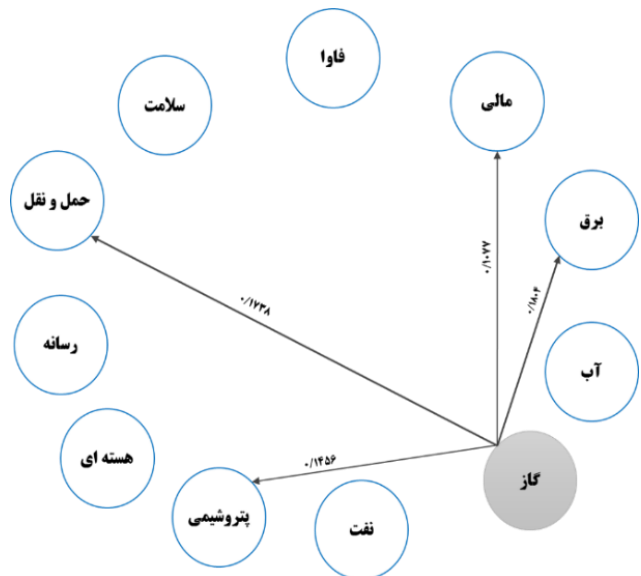 فاوا
مالی
سلامت
حمل و نقل
برق
۰/۱۰۷۷
۰/۱۸۰۴
۰/۱۷۳۸
رسانه
آب
هسته ای
۰/۱۴۵۶
گاز
پتروشیمی
نفت